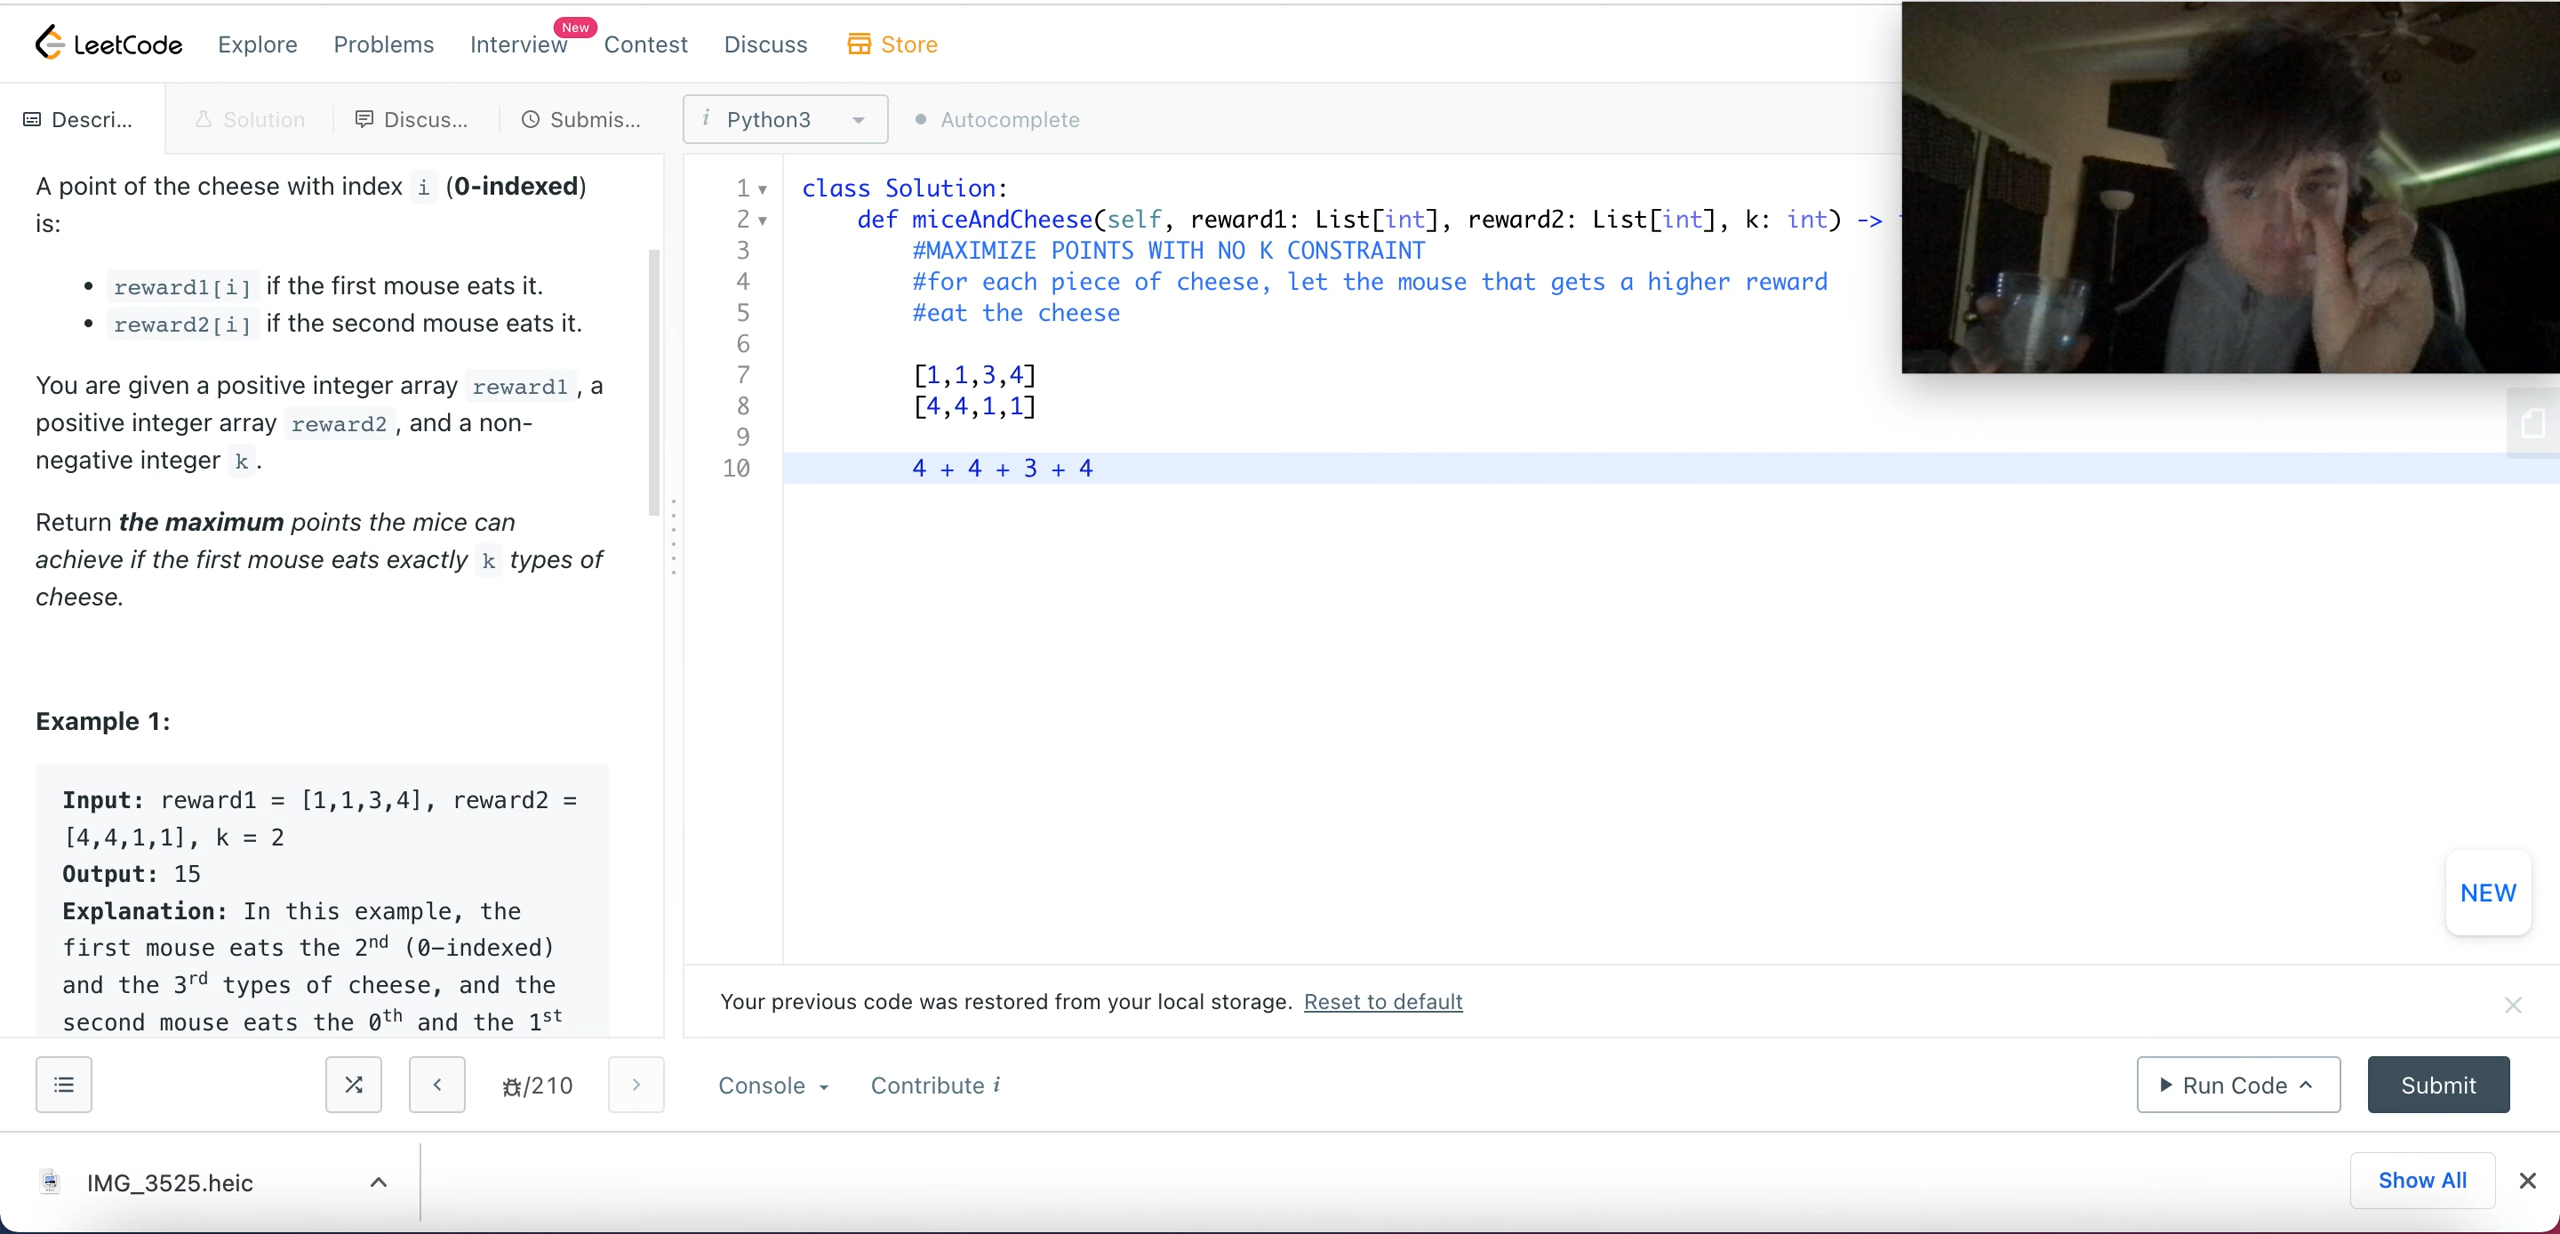 LeetCode Explore Problems Interview New Contest Discuss Store
Descri... Solution Discus... Submis...
A point of the cheese with index i (0-indexed)
is:
• reward1[i] if the first mouse eats it.
• reward2[i] if the second mouse eats it.
You are given a positive integer array reward1, a
positive integer array reward2, and a non-
negative integer k.
Return the maximum points the mice can
achieve if the first mouse eats exactly k types of
cheese.
Example 1:
Input: reward1 = [1,1,3,4], reward2 =
[4,4,1,1], k = 2
Output: 15
Explanation: In this example, the
first mouse eats the 2nd (0-indexed)
and the 3rd types of cheese, and the
second mouse eats the 0th and the 1st
/210
i Python3 Autocomplete
1 class Solution:
2 def miceAndCheese(self, reward1: List[int], reward2: List[int], k: int) ->
3 #MAXIMIZE POINTS WITH NO K CONSTRAINT
4 #for each piece of cheese, let the mouse that gets a higher reward
5 #eat the cheese
6
7 [1,1,3,4]
8 [4,4,1,1]
9
10 4 + 4 + 3 + 4
NEW
Your previous code was restored from your local storage. Reset to default
Console Contribute i Run Code Submit
IMG_3525.heic Show All